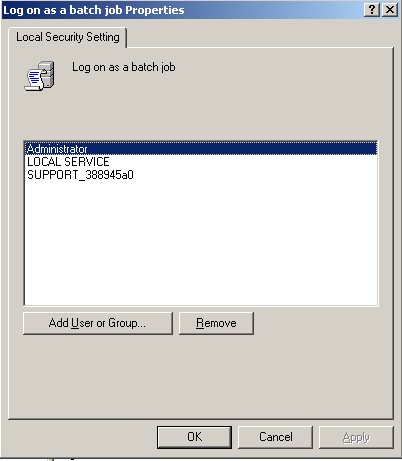 Log on as a batch job Properties
Local Security Setting
Log on as a batch job
Administrator
LOCAL SERVICE
SUPPORT_388945a0
Add User or Group... Remove
OK Cancel Apply